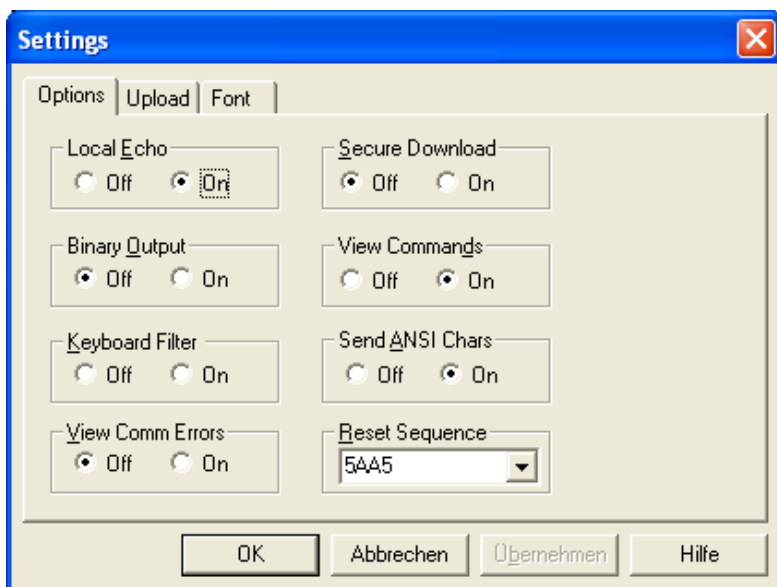 Settings
Options Upload Font
Local Echo
Off On
Secure Download
Off On
Binary Output
Off On
View Commands
Off On
Keyboard Filter
Off On
Send ANSI Chars
Off On
View Comm Errors
Off On
Reset Sequence
5AA5
OK Abbrechen Übernehmen Hilfe